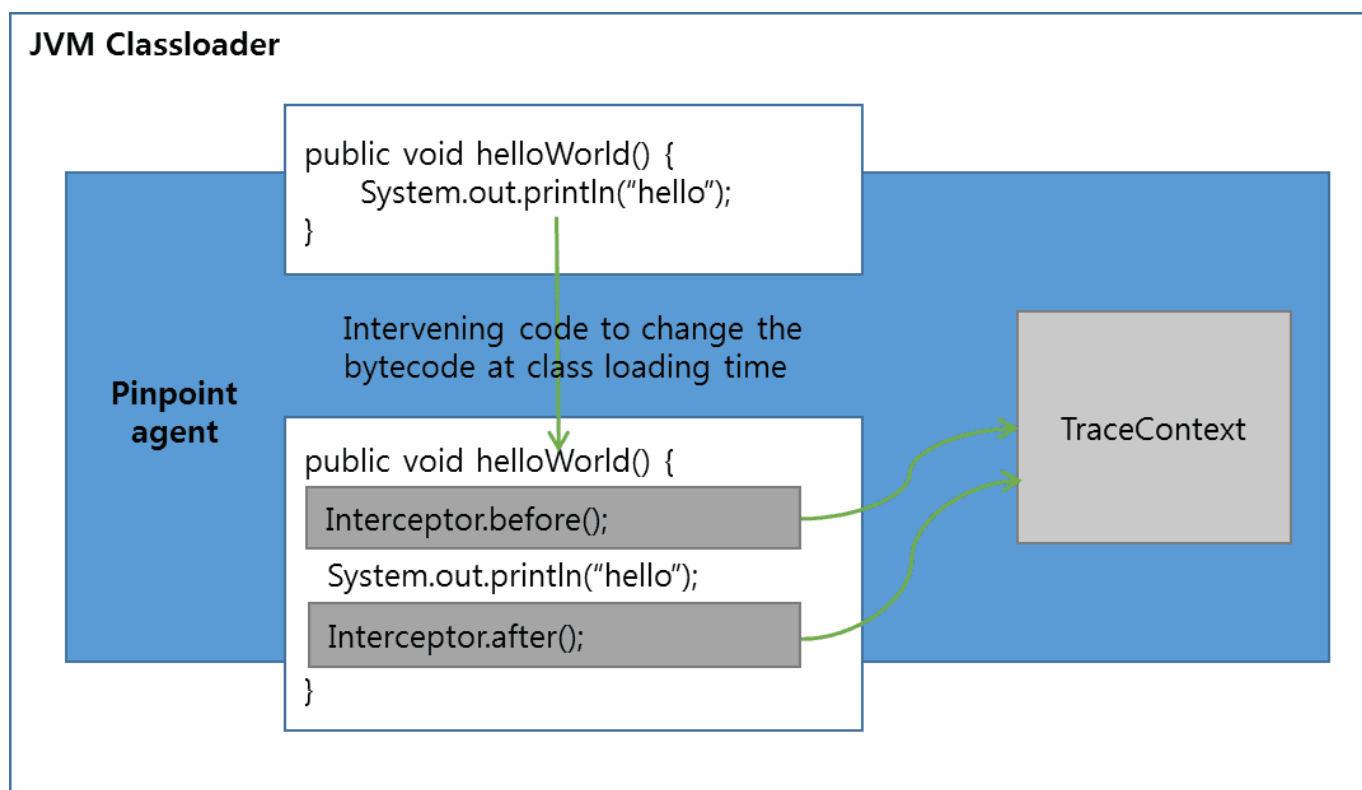 JVM Classloader
public void helloWorld() {
System.out.println("hello");
}
Intervening code to change the
bytecode at class loading time
Pinpoint
agent
public void helloWorld() {
Interceptor.before();
System.out.println("hello");
Interceptor.after();
}
TraceContext